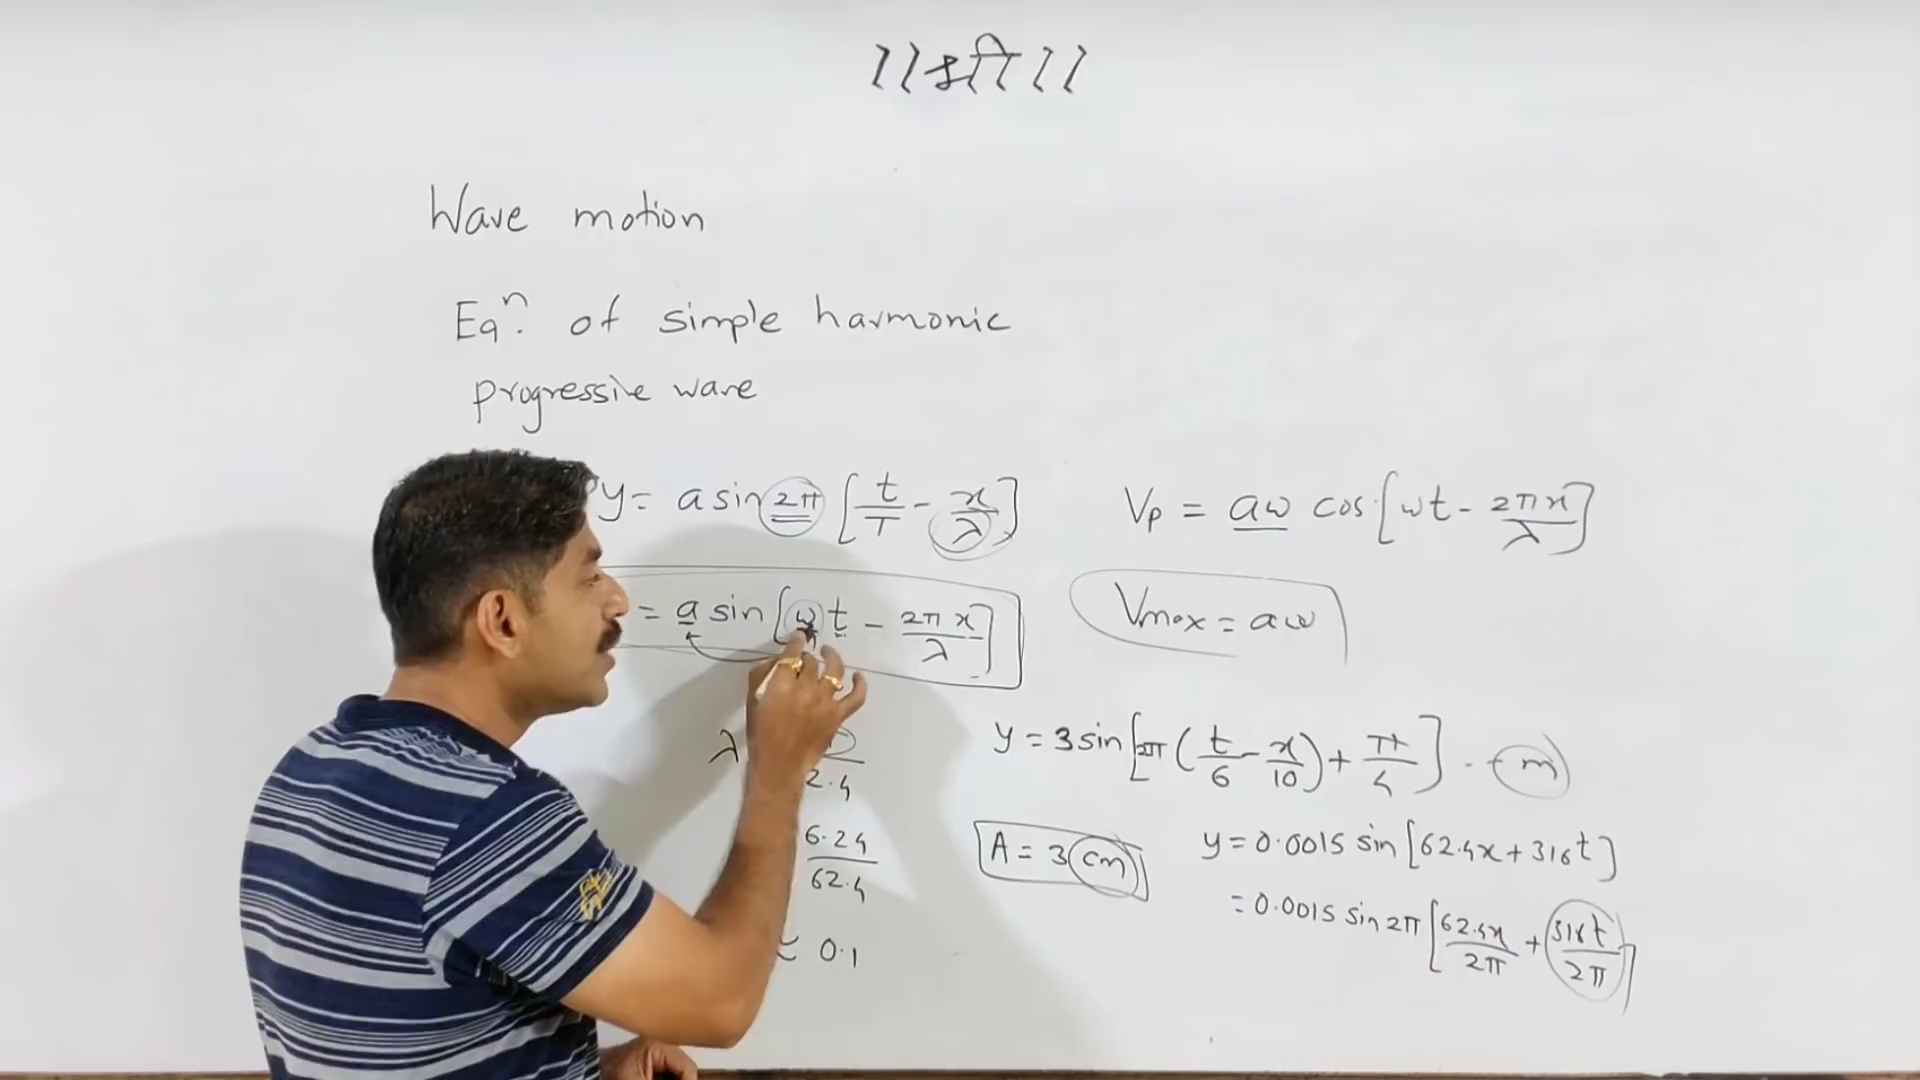 ।।श्री।।
Wave motion
Eqⁿ. of simple harmonic
progressive wave
y = a sin 2π [t/T - x/λ]
= a sin [ωt - 2πx/λ]
λ
2.4
6.24/62.4
≈ 0.1
Vp = aω cos [ωt - 2πx/λ]
Vmax = aω
y = 3 sin [2π (t/6 - x/10) + π/4] - - m
A = 3 cm
y = 0.0015 sin [62.4x + 316t]
= 0.0015 sin 2π [62.4x/2π + 316t/2π]